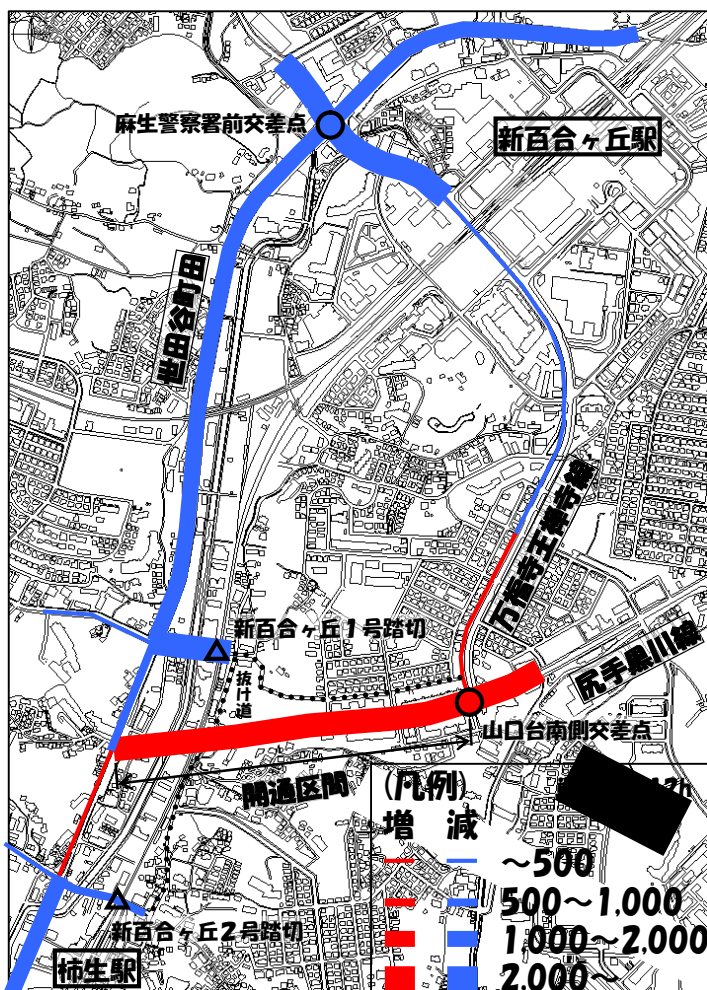 麻生警察署前交差点
新百合ヶ丘駅
世田谷町田
万福寺王禅寺線
新百合ヶ丘1号踏切
抜け道
尻手黒川線
山口台南側交差点
開通区間
12h
(凡例)
増 減
～500
500～1,000
1,000～2,000
2,000～
新百合ヶ丘2号踏切
柿生駅